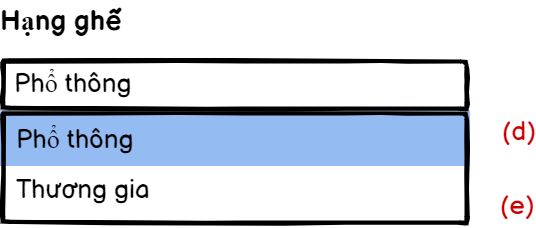 Hạng ghế
Phổ thông
Phổ thông
(d)
Thương gia
(e)